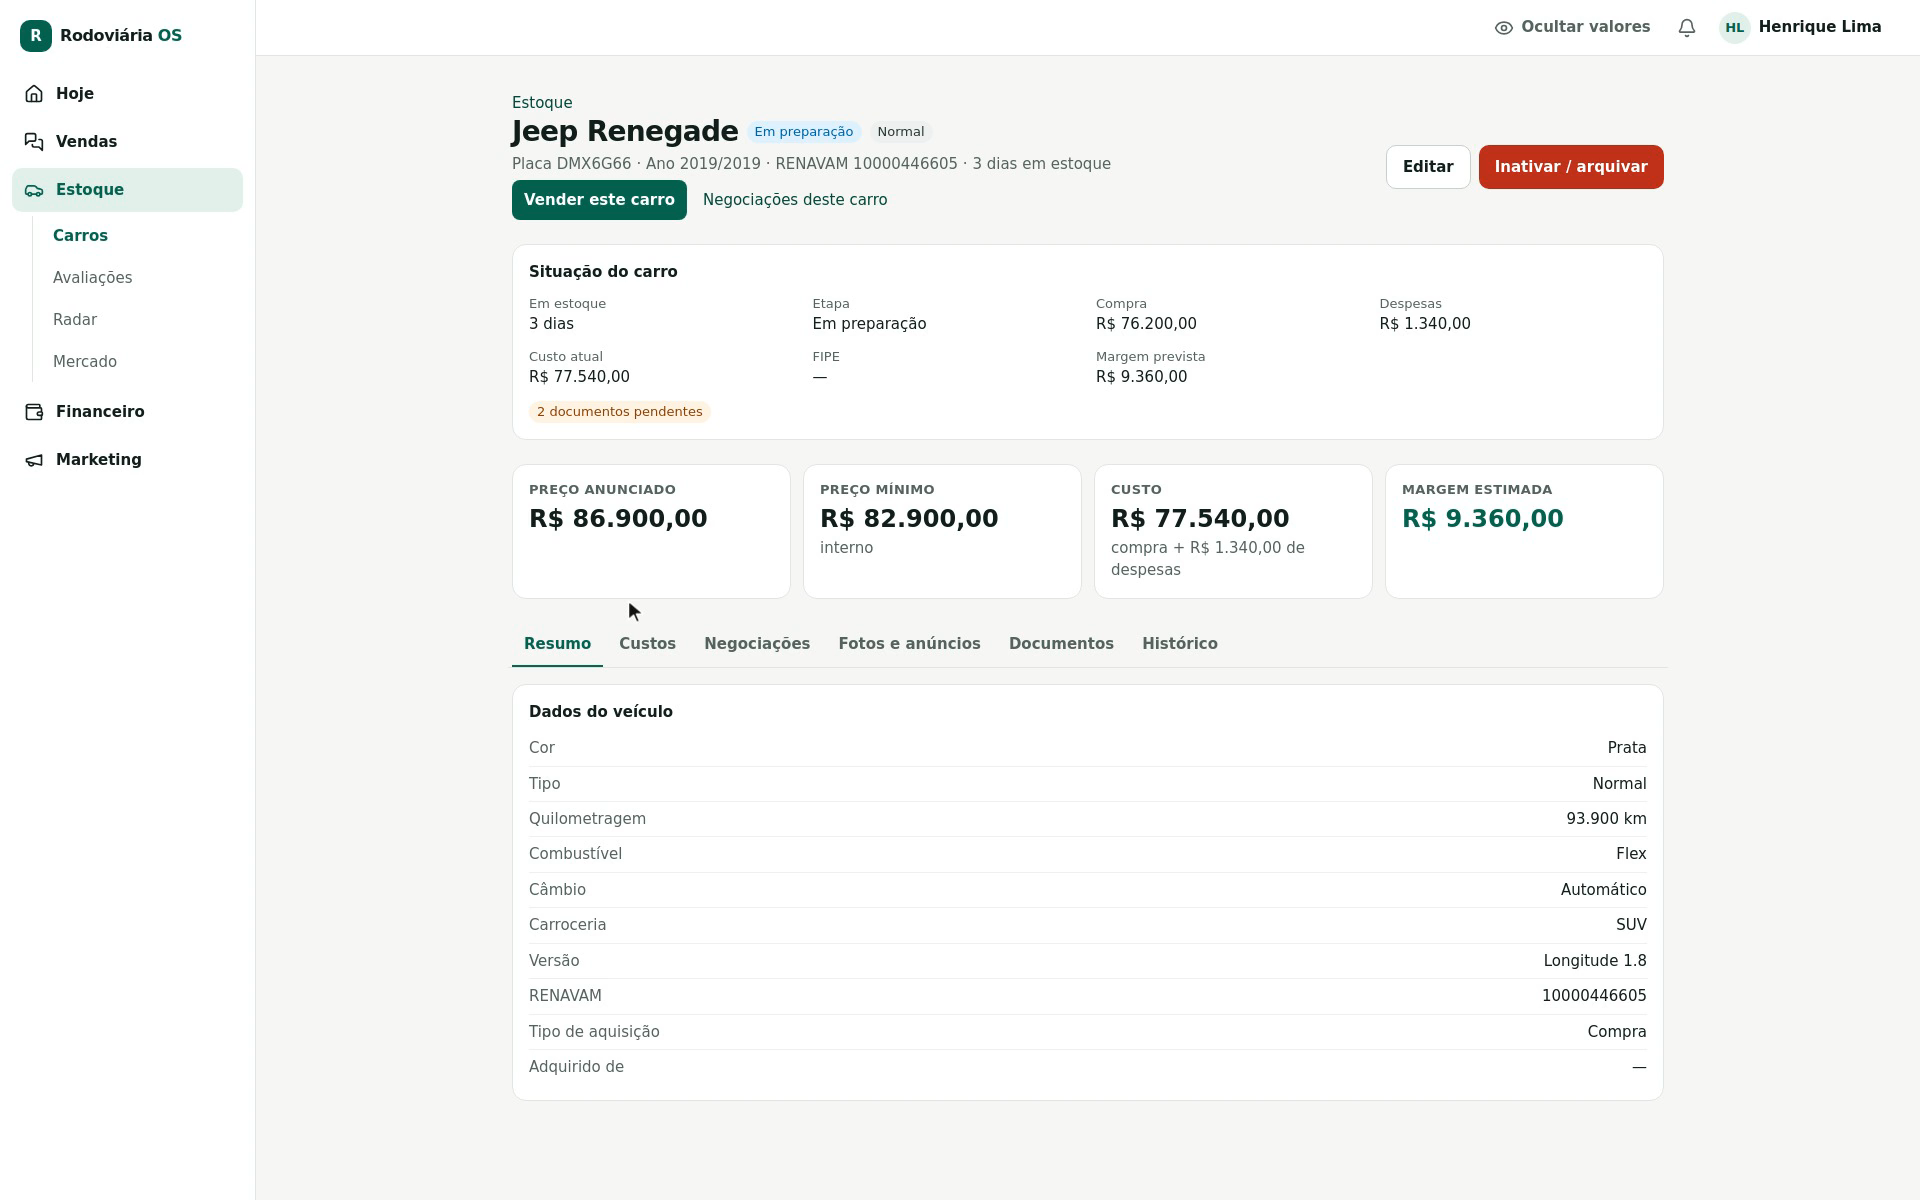 R Rodoviária OS
Ocultar valores
HL Henrique Lima
Hoje
Vendas
Estoque
Carros
Avaliações
Radar
Mercado
Financeiro
Marketing
Estoque
Jeep Renegade Em preparação Normal
Placa DMX6G66 · Ano 2019/2019 · RENAVAM 10000446605 · 3 dias em estoque
Vender este carro Negociações deste carro
Editar Inativar / arquivar
Situação do carro
Em estoque Etapa Compra Despesas
3 dias Em preparação R$ 76.200,00 R$ 1.340,00
Custo atual FIPE Margem prevista
R$ 77.540,00 — R$ 9.360,00
2 documentos pendentes
PREÇO ANUNCIADO
R$ 86.900,00
PREÇO MÍNIMO
R$ 82.900,00
interno
CUSTO
R$ 77.540,00
compra + R$ 1.340,00 de
despesas
MARGEM ESTIMADA
R$ 9.360,00
Resumo Custos Negociações Fotos e anúncios Documentos Histórico
Dados do veículo
Cor Prata
Tipo Normal
Quilometragem 93.900 km
Combustível Flex
Câmbio Automático
Carroceria SUV
Versão Longitude 1.8
RENAVAM 10000446605
Tipo de aquisição Compra
Adquirido de —